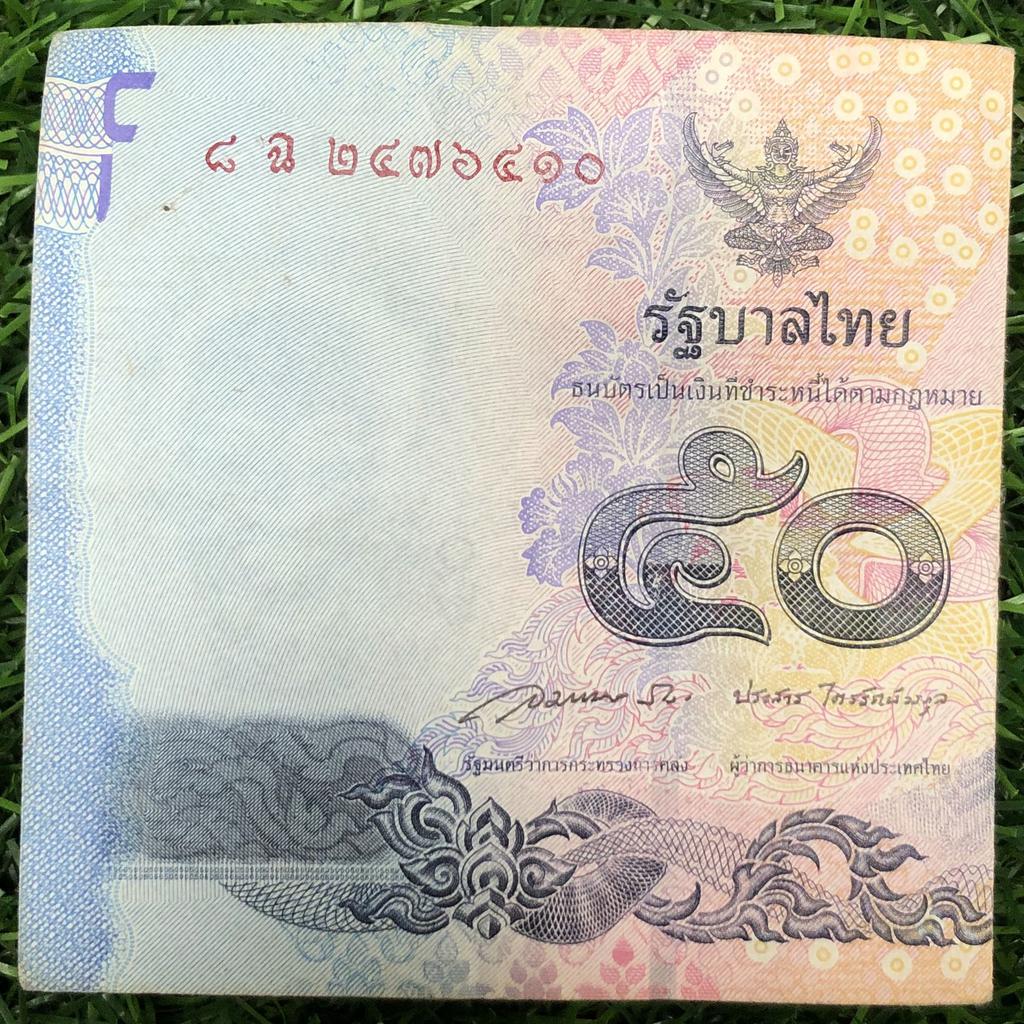 ๘ ฉ ๒๔๗๖๔๑๐
รัฐบาลไทย
ธนบัตรเป็นเงินที่ชำระหนี้ได้ตามกฎหมาย
๕๐
ประสาร ไตรรัตน์วรกุล
รัฐมนตรีว่าการกระทรวงการคลัง
ผู้ว่าการธนาคารแห่งประเทศไทย